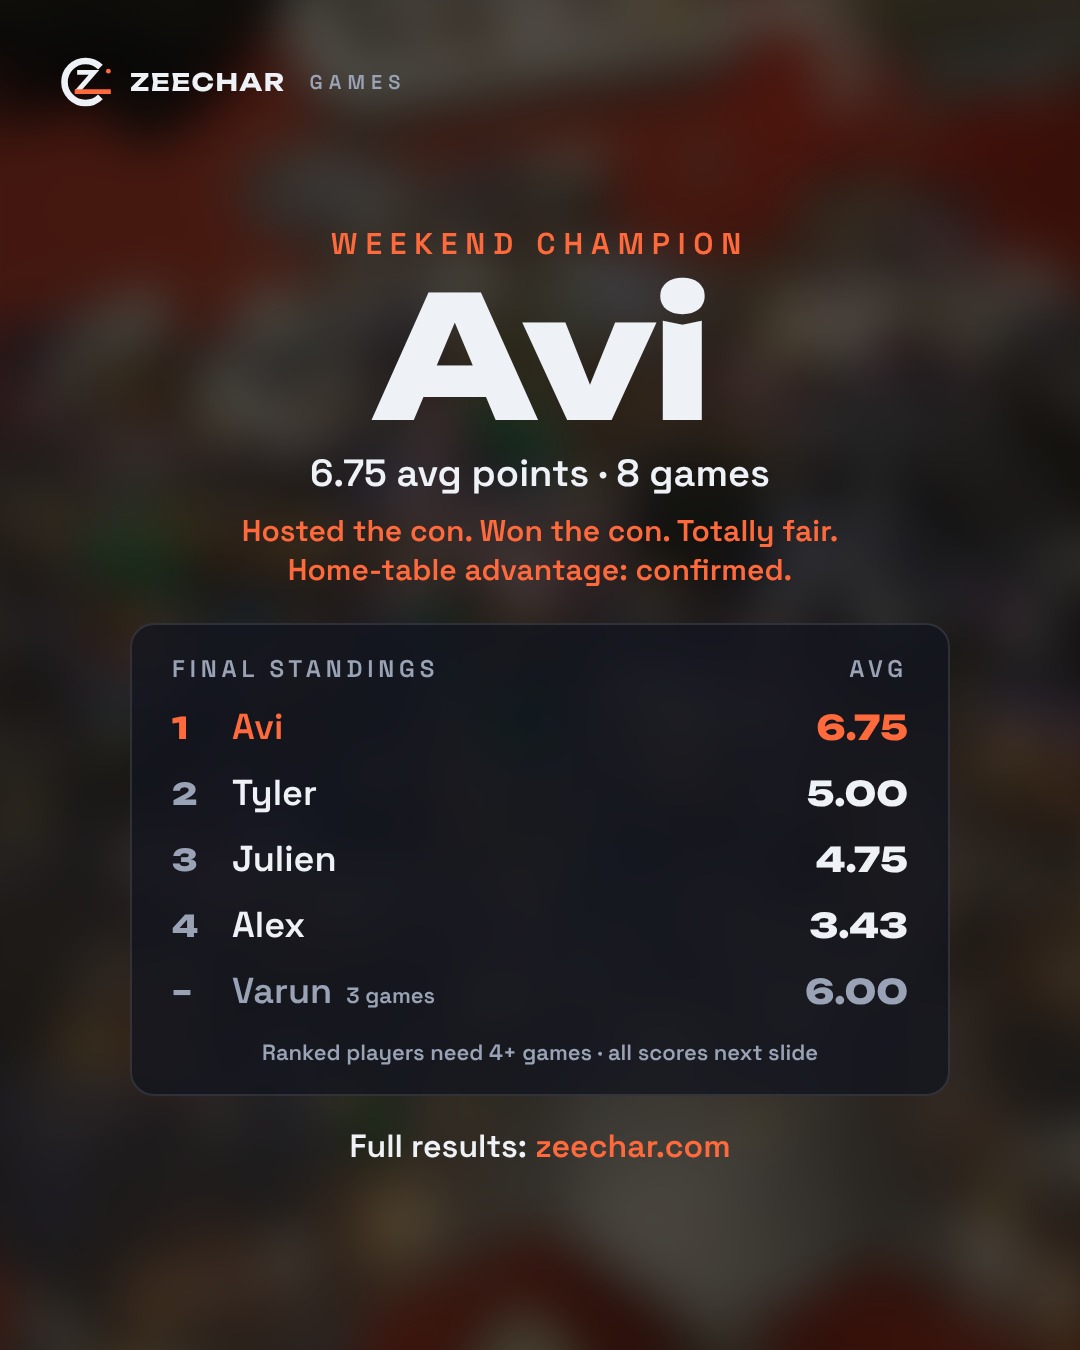 ZEECHAR GAMES
WEEKEND CHAMPION
Avi
6.75 avg points · 8 games
Hosted the con. Won the con. Totally fair.
Home-table advantage: confirmed.
FINAL STANDINGS AVG
1 Avi 6.75
2 Tyler 5.00
3 Julien 4.75
4 Alex 3.43
– Varun 3 games 6.00
Ranked players need 4+ games · all scores next slide
Full results: zeechar.com